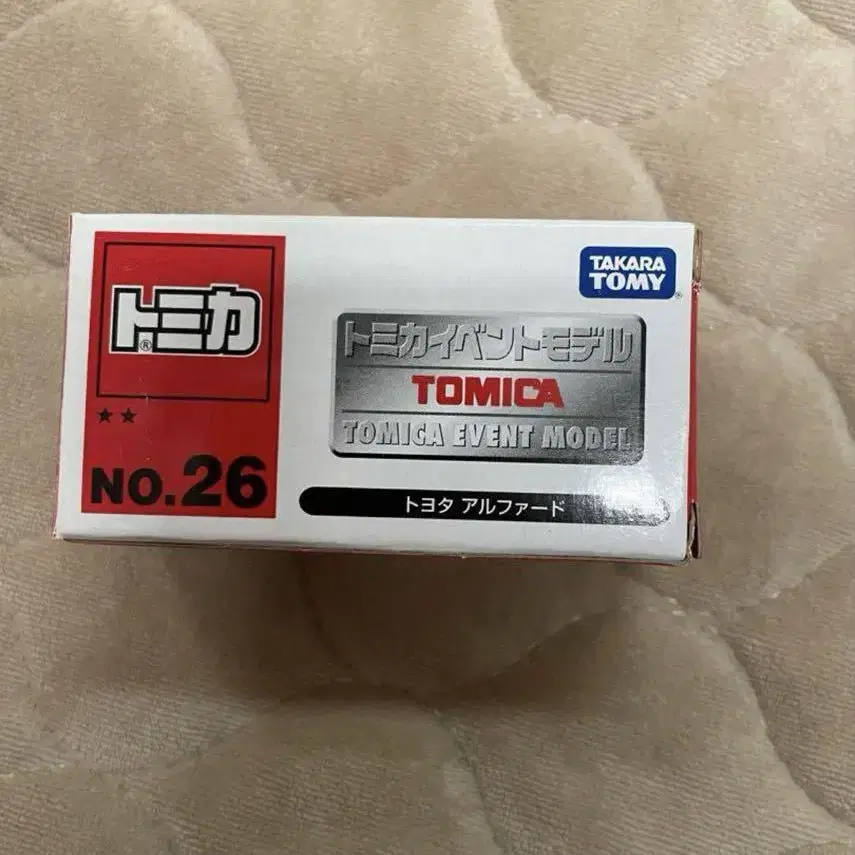 トミカ
®
★★
NO.26
TAKARA
TOMY®
トミカイベントモデル
TOMICA
TOMICA EVENT MODEL
トヨタ アルファード